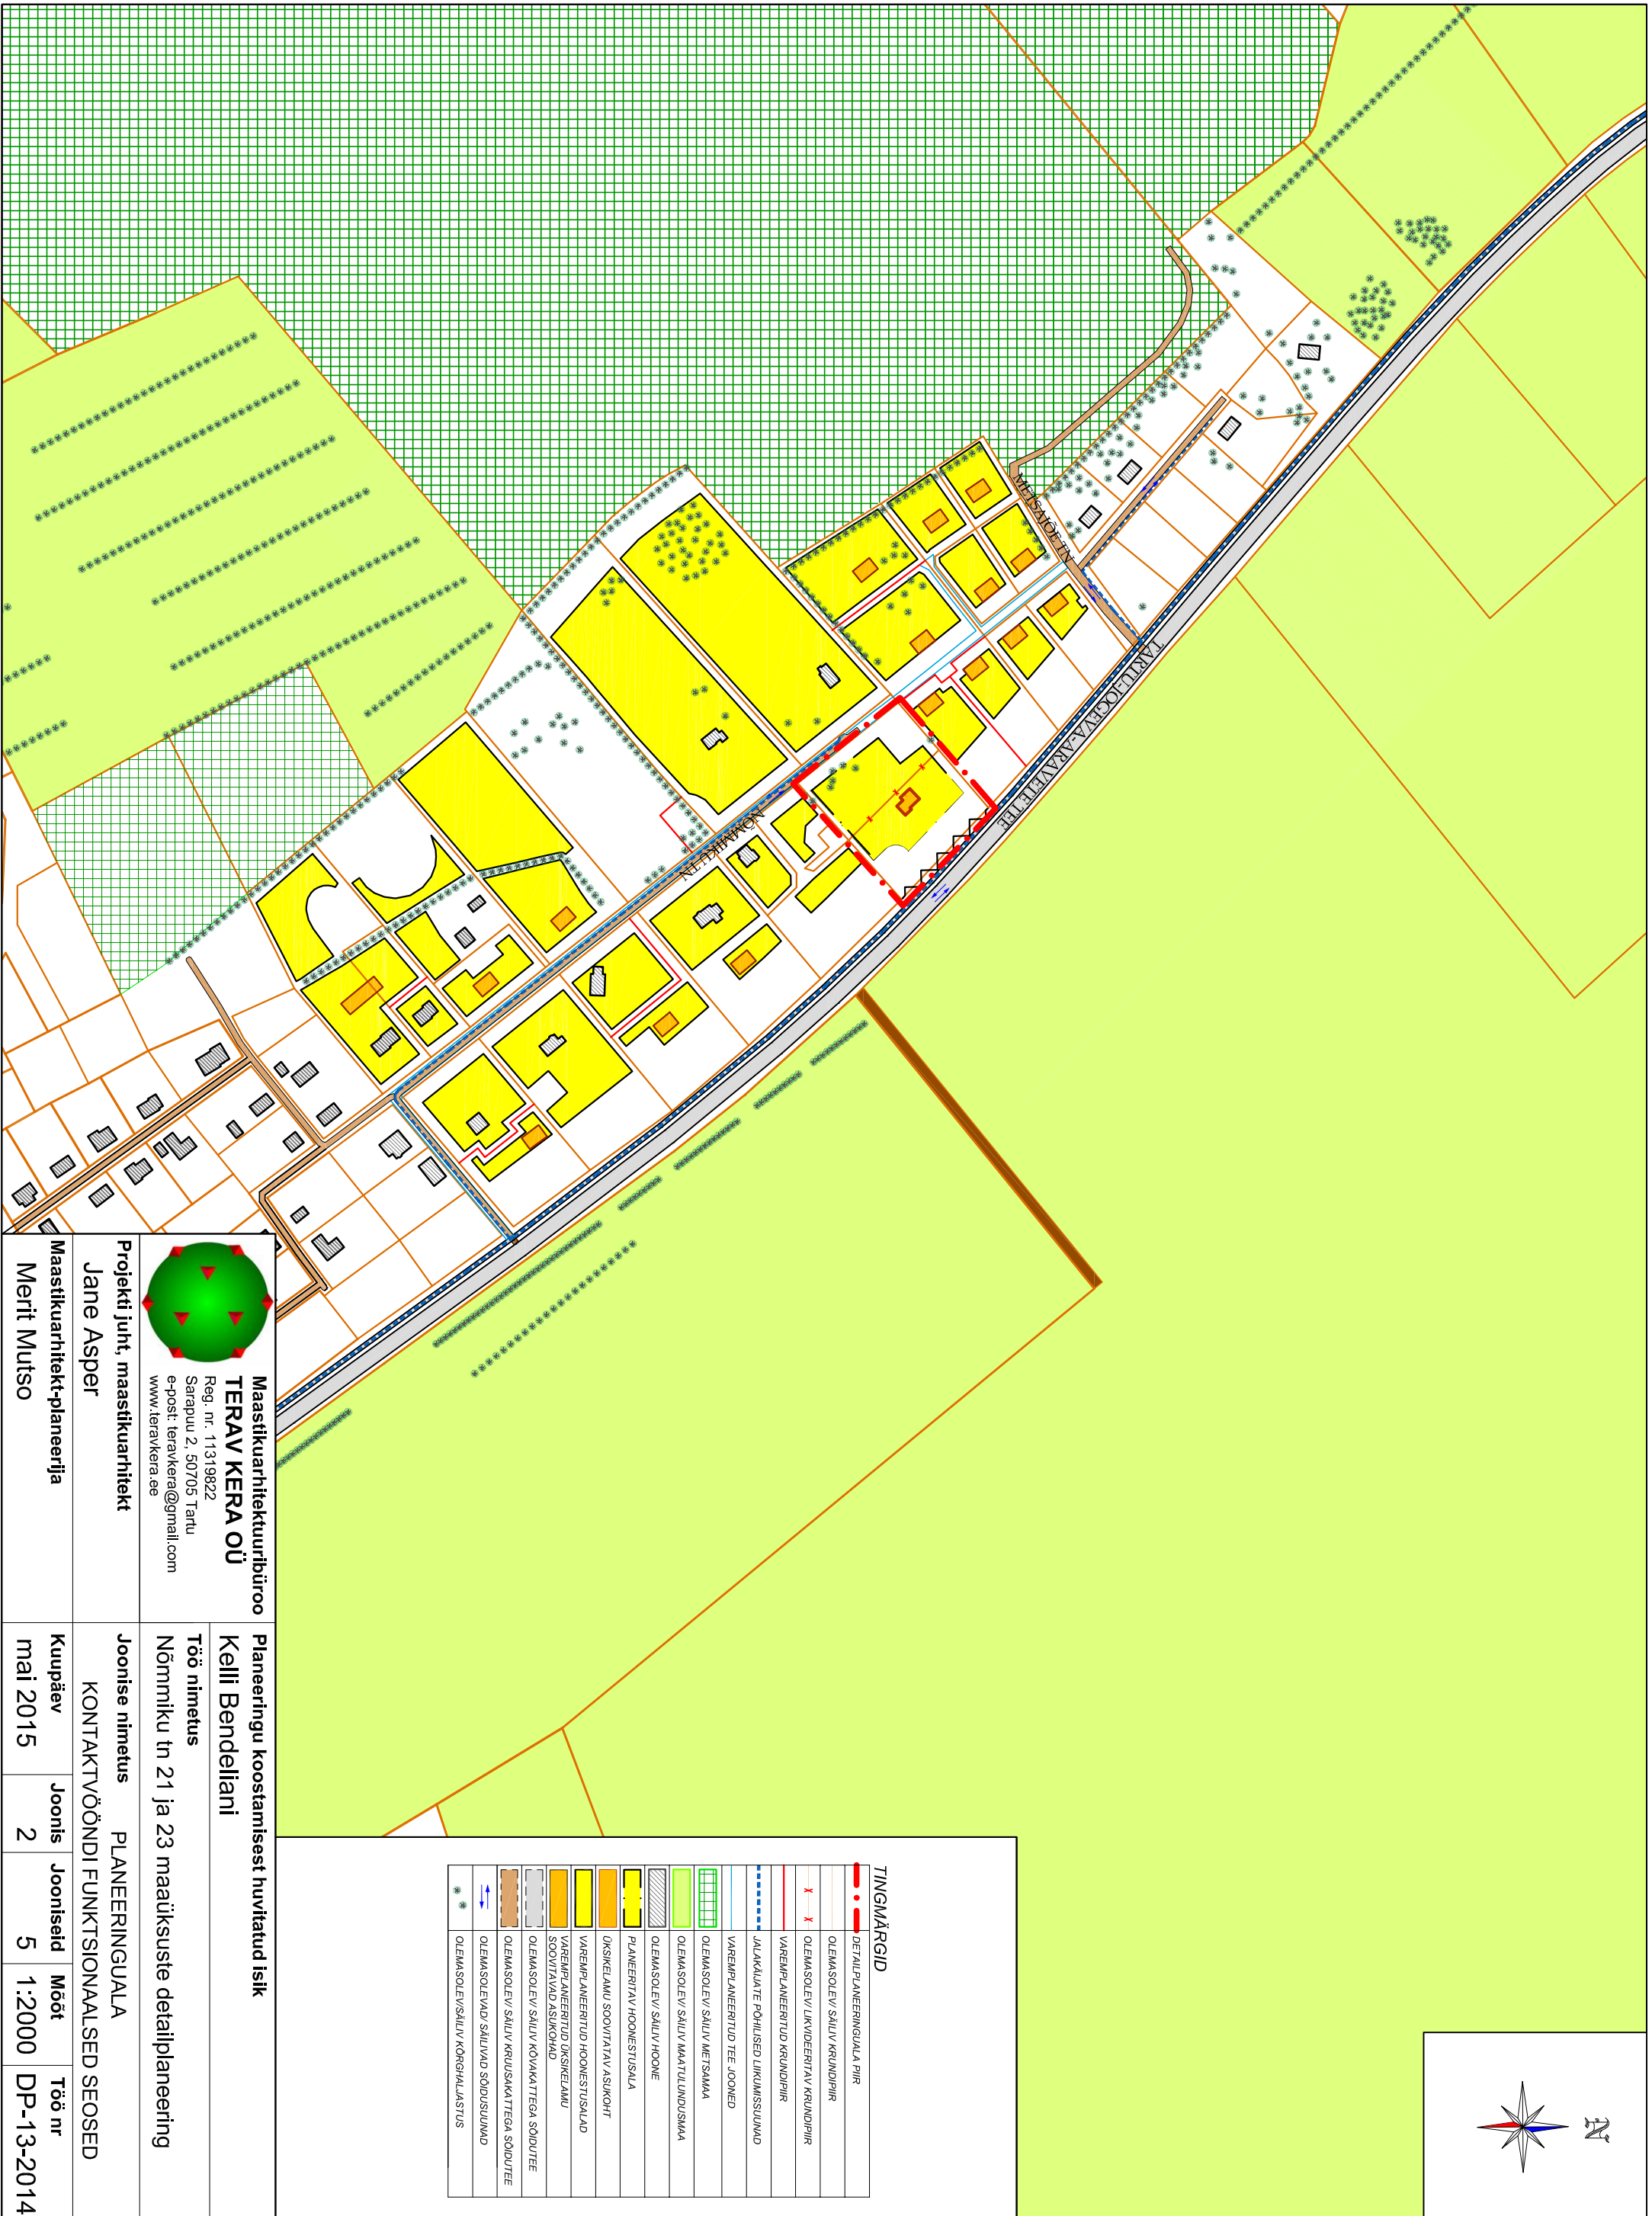 METSAJÕE TN
TARTU-JÕGEVA-ARAVETE TEE
NÕMMIKU TN
N
TINGMÄRGID
DETAILPLANEERINGUALA PIIR
OLEMASOLEV/ SÄILIV KRUNDIPIIR
OLEMASOLEV/ LIKVIDEERITAV KRUNDIPIIR
VAREMPLANEERITUD KRUNDIPIIR
JALAKÄIJATE PÕHILISED LIIKUMISSUUNAD
VAREMPLANEERITUD TEE JOONED
OLEMASOLEV/ SÄILIV METSAMAA
OLEMASOLEV/ SÄILIV MAATULUNDUSMAA
OLEMASOLEV/ SÄILIV HOONE
PLANEERITAV HOONESTUSALA
ÜKSIKELAMU SOOVITATAV ASUKOHT
VAREMPLANEERITUD HOONESTUSALAD
VAREMPLANEERITUD ÜKSIKELAMU
SOOVITAVAD ASUKOHAD
OLEMASOLEV/ SÄILIV KÕVAKATTEGA SÕIDUTEE
OLEMASOLEV/ SÄILIV KRUUSAKATTEGA SÕIDUTEE
OLEMASOLEVAD/ SÄILIVAD SÕIDUSUUNAD
OLEMASOLEV/SÄILIV KÕRGHALJASTUS
Maastikuarhitektuuribüroo
TERAV KERA OÜ
Reg. nr. 11319822
Sarapuu 2, 50705 Tartu
e-post: teravkera@gmail.com
www.teravkera.ee
Projekti juht, maastikuarhitekt
Jane Asper
Maastikuarhitekt-planeerija
Merit Mutso
Planeeringu koostamisest huvitatud isik
Kelli Bendeliani
Töö nimetus
Nõmmiku tn 21 ja 23 maaüksuste detailplaneering
Joonise nimetus PLANEERINGUALA
KONTAKTVÖÖNDI FUNKTSIONAALSED SEOSED
Kuupäev Joonis Jooniseid Mõõt Töö nr
mai 2015 2 5 1:2000 DP-13-2014